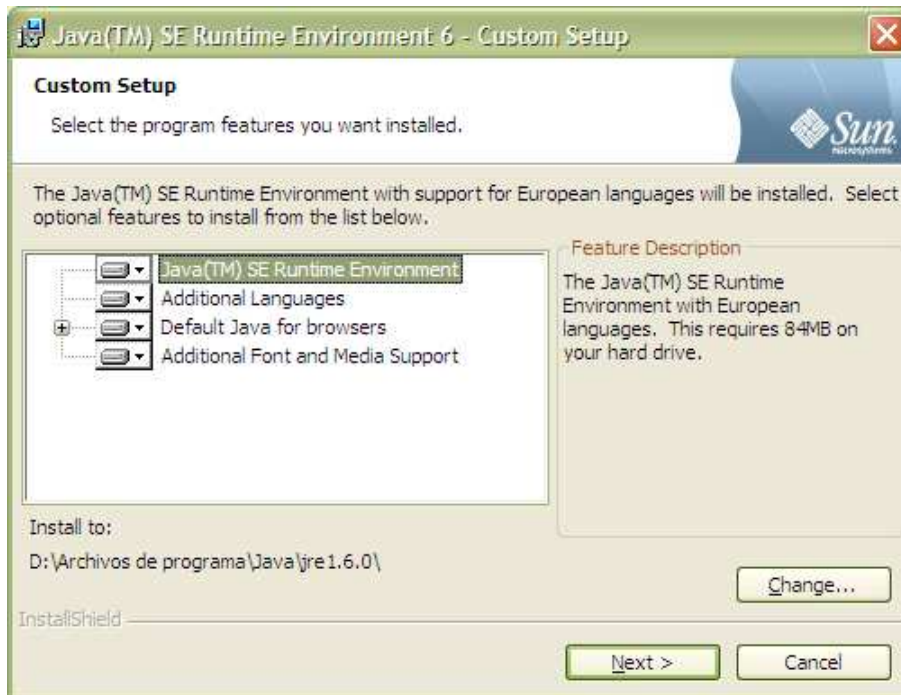 Java(TM) SE Runtime Environment 6 - Custom Setup
Custom Setup
Select the program features you want installed.
Sun
microsystems
The Java(TM) SE Runtime Environment with support for European languages will be installed. Select
optional features to install from the list below.
Java(TM) SE Runtime Environment
Additional Languages
Default Java for browsers
Additional Font and Media Support
Feature Description
The Java(TM) SE Runtime
Environment with European
languages. This requires 84MB on
your hard drive.
Install to:
D:\Archivos de programa\Java\jre1.6.0\
Change...
InstallShield
Next >
Cancel